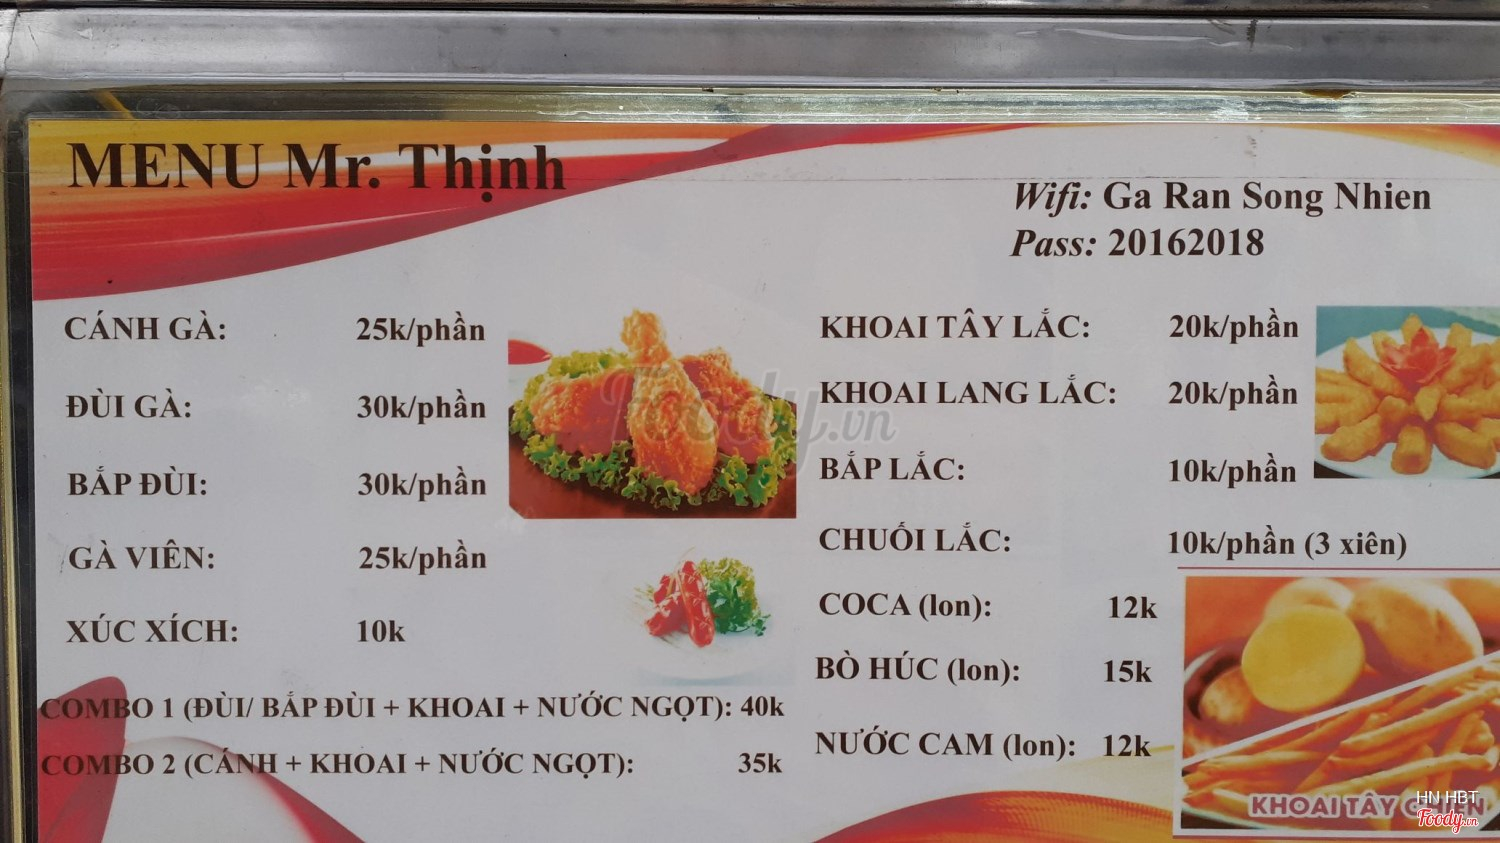 MENU Mr. Thịnh
Wifi: Ga Ran Song Nhien
Pass: 20162018
CÁNH GÀ: 25k/phần
ĐÙI GÀ: 30k/phần
BẮP ĐÙI: 30k/phần
GÀ VIÊN: 25k/phần
XÚC XÍCH: 10k
COMBO 1 (ĐÙI/ BẮP ĐÙI + KHOAI + NƯỚC NGỌT): 40k
COMBO 2 (CÁNH + KHOAI + NƯỚC NGỌT): 35k
KHOAI TÂY LẮC: 20k/phần
KHOAI LANG LẮC: 20k/phần
BẮP LẮC: 10k/phần
CHUỐI LẮC: 10k/phần (3 xiên)
COCA (lon): 12k
BÒ HÚC (lon): 15k
NƯỚC CAM (lon): 12k
KHOAI TÂY CHIÊN
Foody.vn
HN HBT
Foody.vn